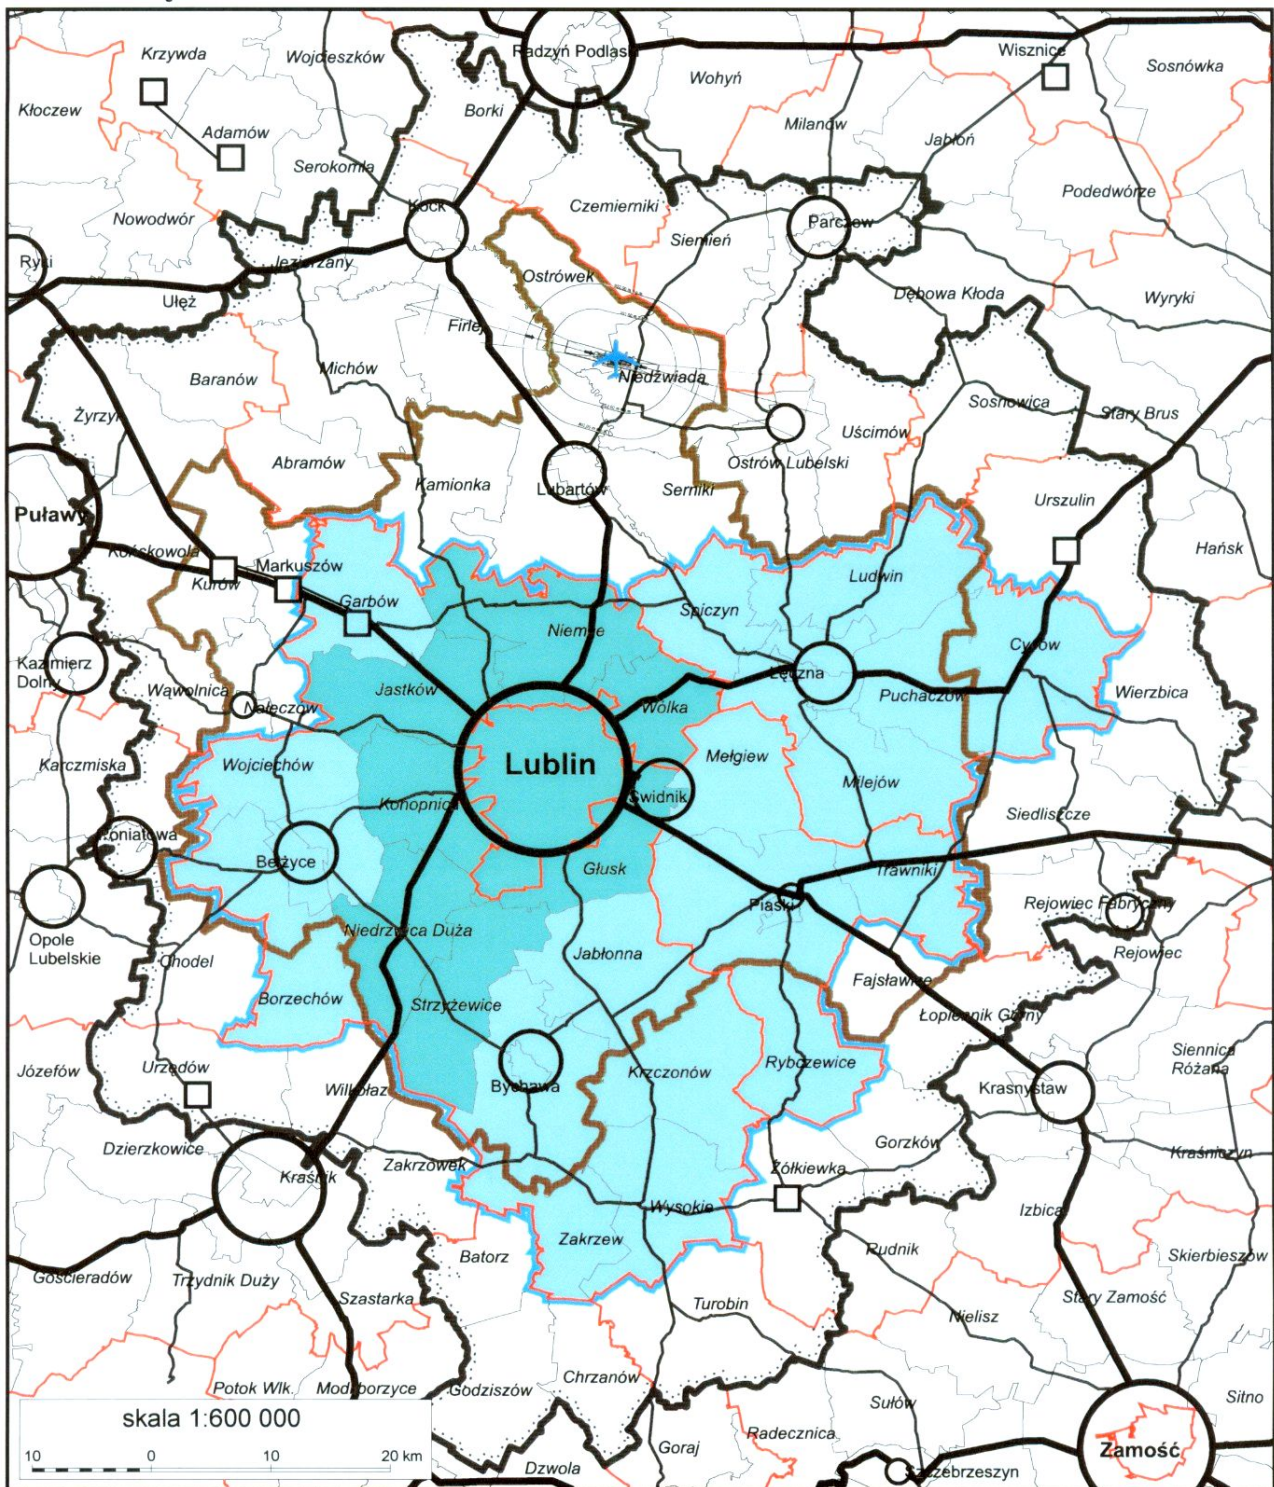 Krzywda
Wojcieszków
Radzyń Podlaski
Wisznice
Sosnówka
Wohyń
Kłoczew
Borki
Adamów
Milanów
Jabłoń
Serokomla
Podedwórze
Nowodwór
Kock
Czemierniki
Parczew
Siemień
Ryki
Jeziorzany
Ostrówek
Ułęż
Dębowa Kłoda
Wyryki
Firlej
Michów
Niedźwiada
Baranów
Sosnowica
Stary Brus
Żyrzyn
Uścimów
Abramów
Ostrów Lubelski
Kamionka
Lubartów
Serniki
Urszulin
Puławy
Końskowola
Hańsk
Markuszów
Kurów
Ludwin
Garbów
Spiczyn
Niemce
Cyców
Kazimierz
Dolny
Łęczna
Wąwolnica
Jastków
Puchaczów
Wierzbica
Nałęczów
Wólka
Karczmiska
Wojciechów
Lublin
Mełgiew
Milejów
Świdnik
Konopnica
Siedliszcze
Poniatowa
Bełżyce
Głusk
Trawniki
Piaski
Rejowiec Fabryczny
Opole
Lubelskie
Niedrzwica Duża
Chodel
Jabłonna
Rejowiec
Fajsławice
Borzechów
Strzyżewice
Łopiennik Górny
Siennica
Różana
Józefów
Urzędów
Rybczewice
Krzczonów
Bychawa
Wilkołaz
Krasnystaw
Dzierzkowice
Gorzków
Kraśniczyn
Zakrzówek
Żółkiewka
Kraśnik
Wysokie
Izbica
Zakrzew
Batorz
Rudnik
Skierbieszów
Gościeradów
Trzydnik Duży
Szastarka
Stary Zamość
Turobin
Nielisz
Chrzanów
Potok Wlk.
Modliborzyce
Godziszów
Sitno
Sułów
skala 1:600 000
Radecznica
Goraj
Zamość
10 0 10 20 km
Dzwola
Szczebrzeszyn